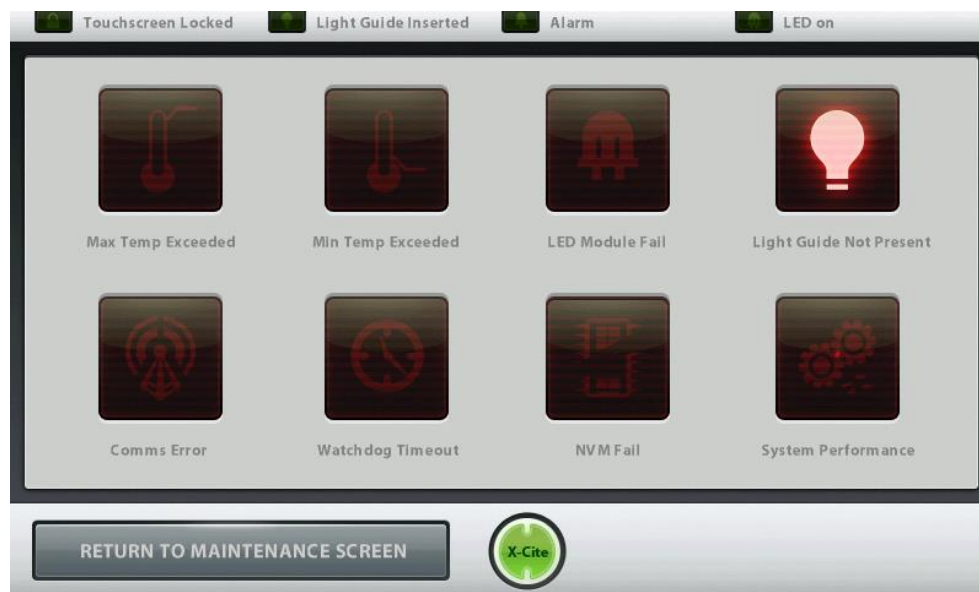 Touchscreen Locked Light Guide Inserted Alarm LED on
Max Temp Exceeded Min Temp Exceeded LED Module Fail Light Guide Not Present
Comms Error Watchdog Timeout NVM Fail System Performance
RETURN TO MAINTENANCE SCREEN X-Cite